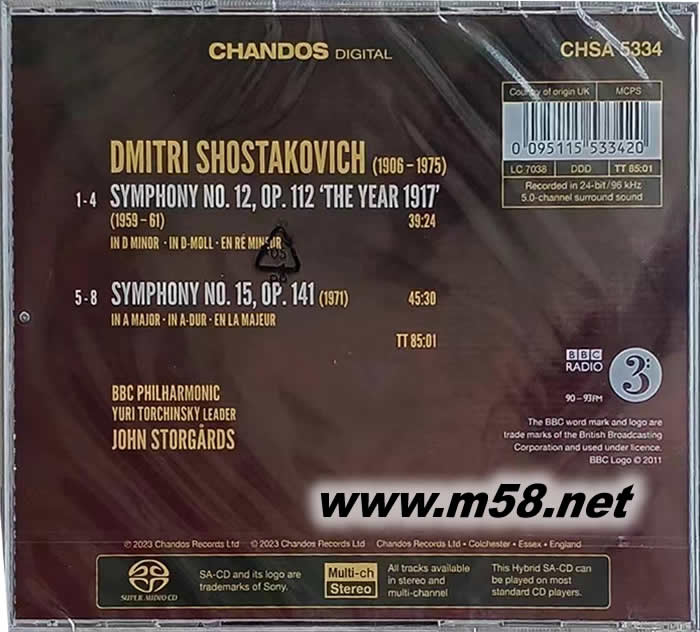 CHANDOS DIGITAL
CHSA 5334
Country of origin UK
MCPS
0 095115 533420
LC 7038
DDD
TT 85:01
Recorded in 24-bit/96 kHz
5.0-channel surround sound
DMITRI SHOSTAKOVICH (1906 – 1975)
1-4 SYMPHONY NO. 12, OP. 112 ‘THE YEAR 1917’
(1959 – 61) 39:24
IN D MINOR · IN D-MOLL · EN RÉ MINEUR
5-8 SYMPHONY NO. 15, OP. 141 (1971) 45:30
IN A MAJOR · IN A-DUR · EN LA MAJEUR
TT 85:01
BBC PHILHARMONIC
YURI TORCHINSKY LEADER
JOHN STORGÅRDS
BBC
RADIO
3
90 – 93 FM
The BBC word mark and logo are
trade marks of the British Broadcasting
Corporation and used under licence.
BBC Logo © 2011
www.m58.net
℗ 2023 Chandos Records Ltd © 2023 Chandos Records Ltd Chandos Records Ltd • Colchester • Essex • England
SUPER AUDIO CD
SA-CD and its logo are
trademarks of Sony.
Multi-ch
Stereo
All tracks available
in stereo and
multi-channel
This Hybrid SA-CD can
be played on most
standard CD players.